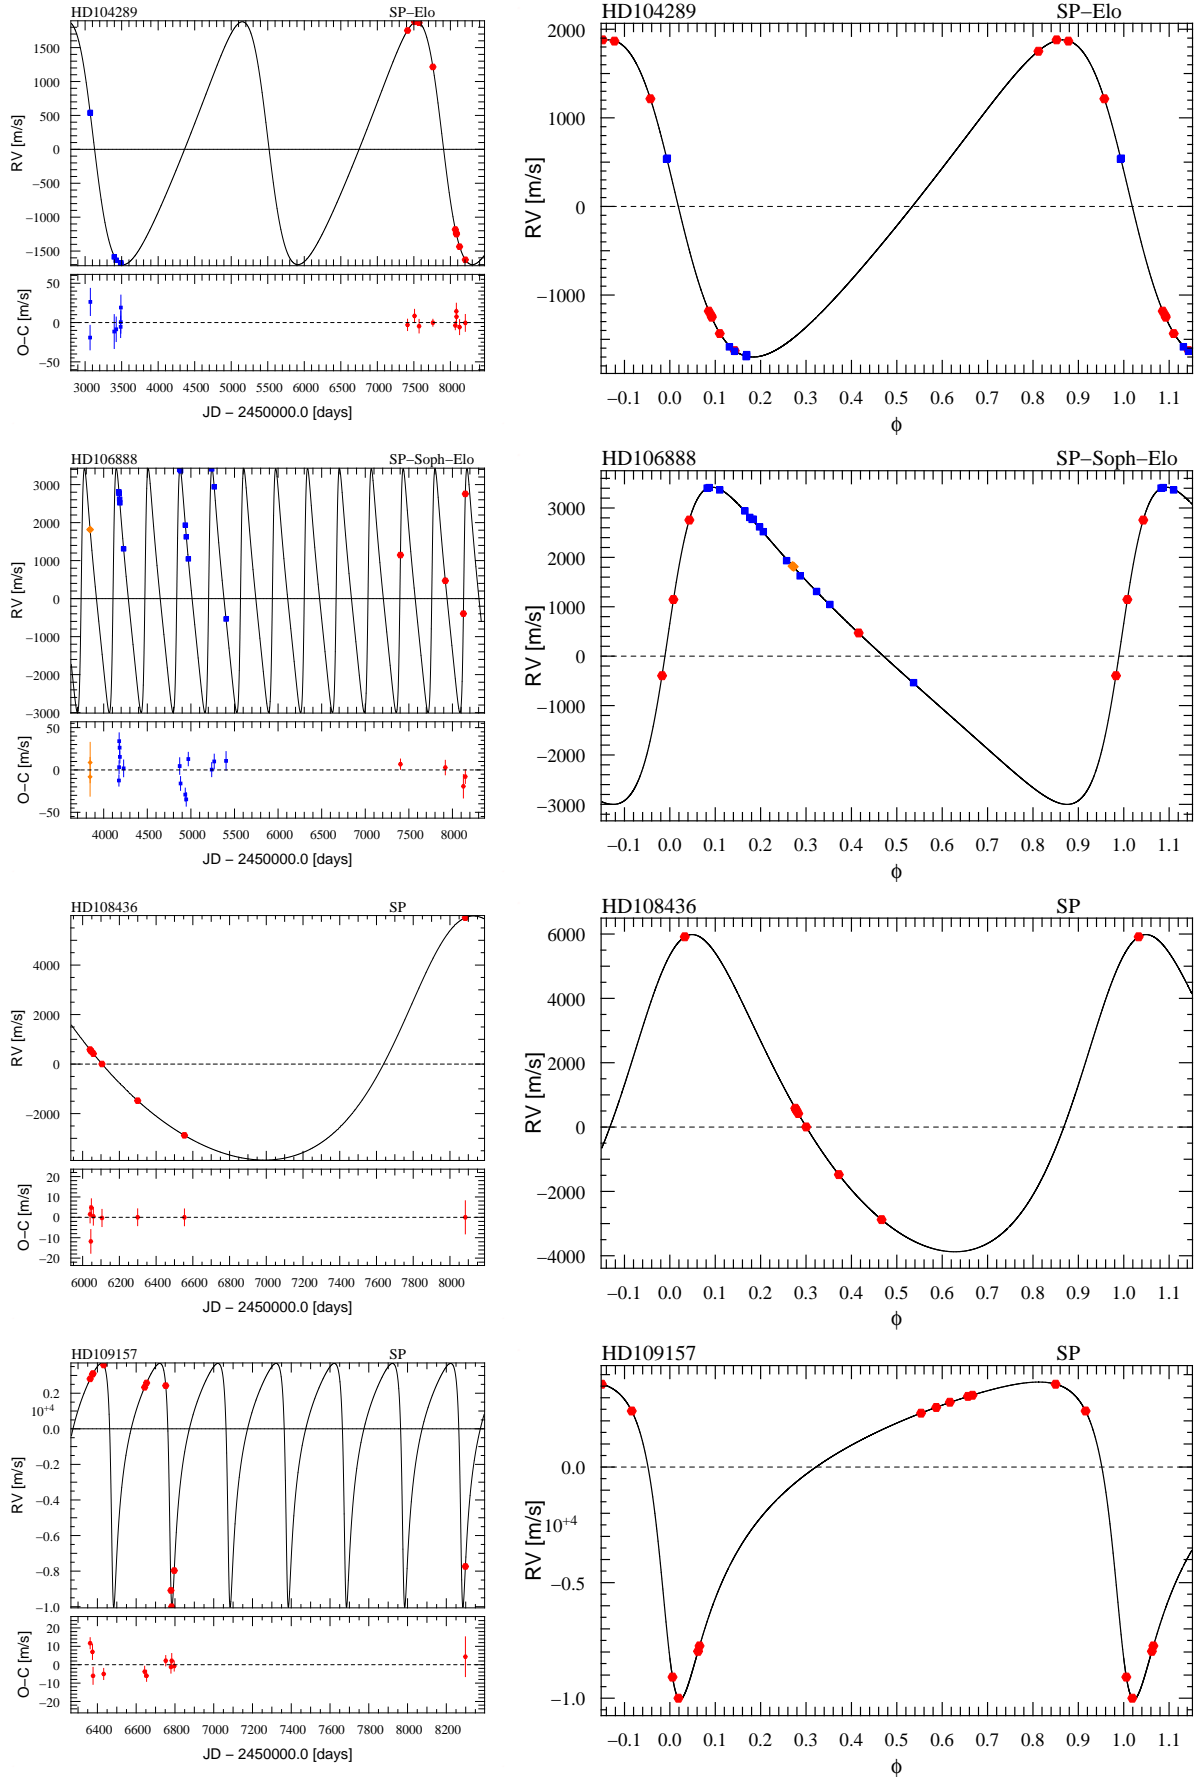 HD104289 SP−Elo
1500
1000
500
0
−500
−1000
−1500
RV [m/s]
50
0
−50
O−C [m/s]
3000 3500 4000 4500 5000 5500 6000 6500 7000 7500 8000
JD − 2450000.0 [days]
HD104289 SP−Elo
2000
1000
0
−1000
RV [m/s]
−0.1 0.0 0.1 0.2 0.3 0.4 0.5 0.6 0.7 0.8 0.9 1.0 1.1
ϕ
HD106888 SP−Soph−Elo
3000
2000
1000
0
−1000
−2000
−3000
RV [m/s]
50
0
−50
O−C [m/s]
4000 4500 5000 5500 6000 6500 7000 7500 8000
JD − 2450000.0 [days]
HD106888 SP−Soph−Elo
3000
2000
1000
0
−1000
−2000
−3000
RV [m/s]
−0.1 0.0 0.1 0.2 0.3 0.4 0.5 0.6 0.7 0.8 0.9 1.0 1.1
ϕ
HD108436 SP
4000
2000
0
−2000
RV [m/s]
20
10
0
−10
−20
O−C [m/s]
6000 6200 6400 6600 6800 7000 7200 7400 7600 7800 8000
JD − 2450000.0 [days]
HD108436 SP
6000
4000
2000
0
−2000
−4000
RV [m/s]
−0.1 0.0 0.1 0.2 0.3 0.4 0.5 0.6 0.7 0.8 0.9 1.0 1.1
ϕ
HD109157 SP
0.2
10+4
0.0
−0.2
−0.4
−0.6
−0.8
−1.0
RV [m/s]
20
10
0
−10
−20
O−C [m/s]
6400 6600 6800 7000 7200 7400 7600 7800 8000 8200
JD − 2450000.0 [days]
HD109157 SP
0.0
10+4
−0.5
−1.0
RV [m/s]
−0.1 0.0 0.1 0.2 0.3 0.4 0.5 0.6 0.7 0.8 0.9 1.0 1.1
ϕ